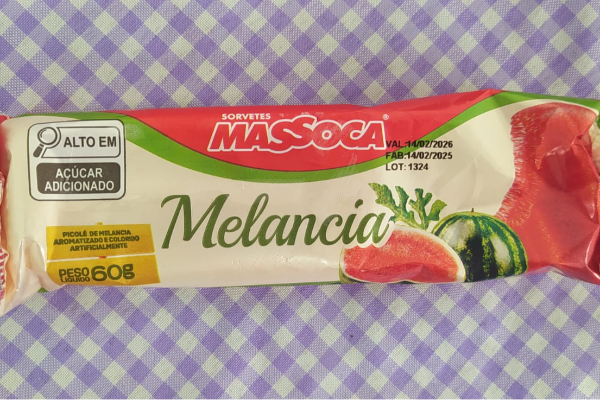 SORVETES
MASSOCA®
VAL:14/02/2026
FAB:14/02/2025
LOT: 1324
ALTO EM
AÇÚCAR
ADICIONADO
Melancia
PICOLÉ DE MELANCIA
AROMATIZADO E COLORIDO
ARTIFICIALMENTE
PESO
LÍQUIDO 60g